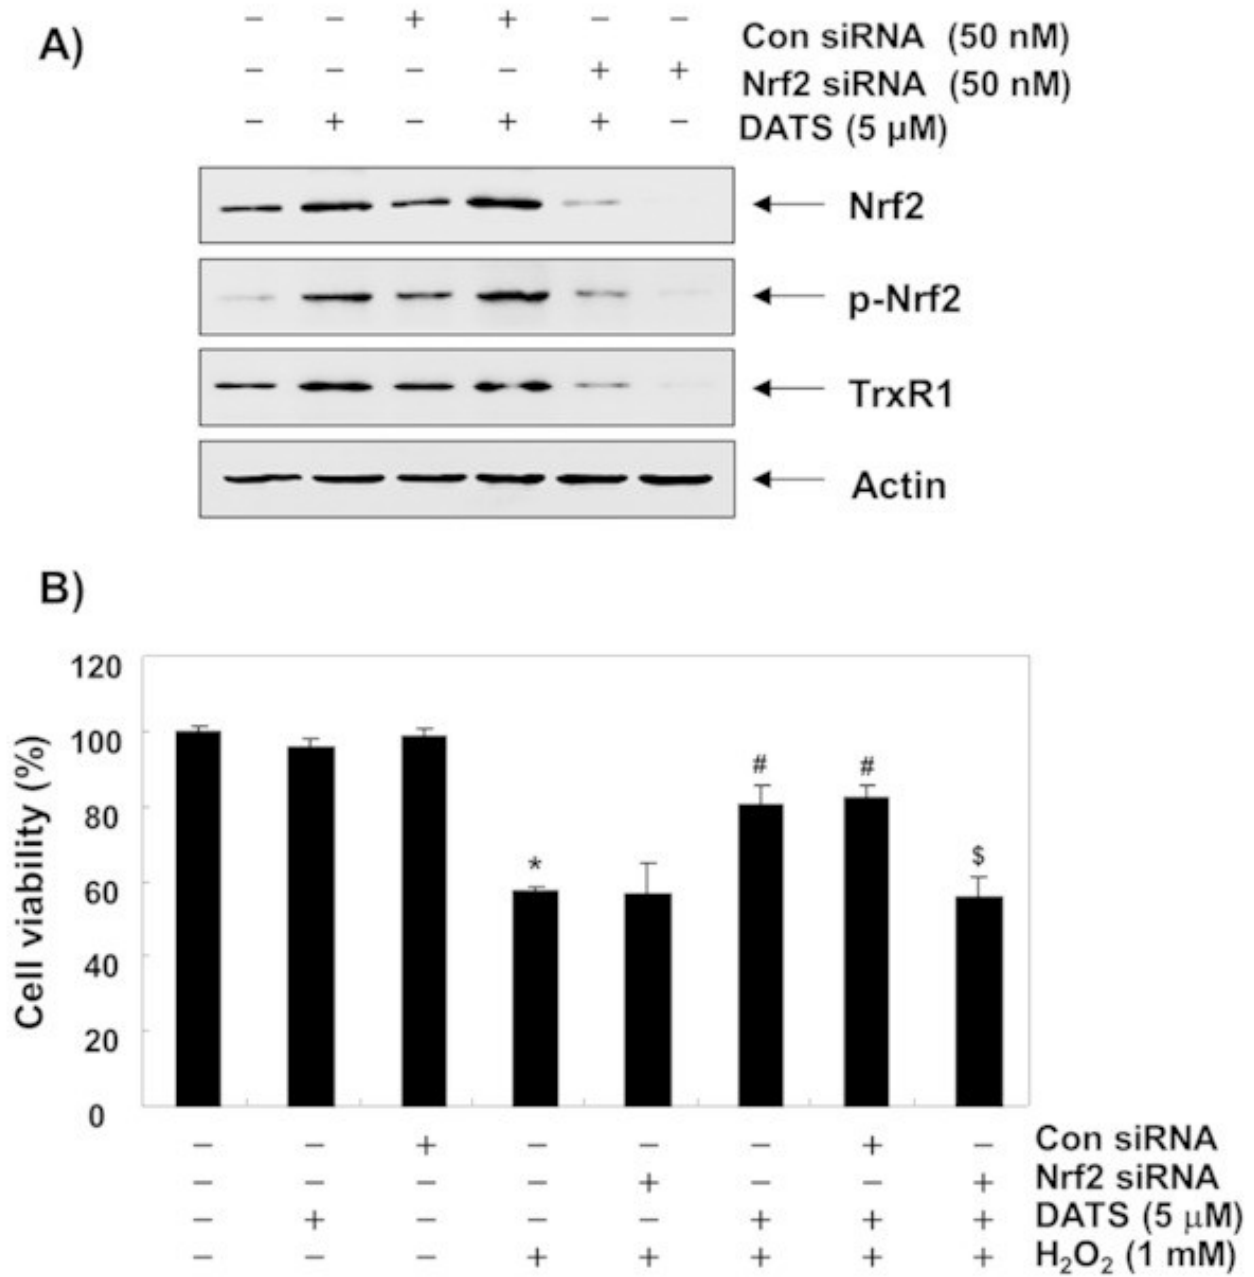 A)
− − + + − − Con siRNA (50 nM)
− − − − + + Nrf2 siRNA (50 nM)
− + − + + − DATS (5 µM)
Nrf2
p-Nrf2
TrxR1
Actin
B)
Cell viability (%)
120
100
80
60
40
20
0
* # # $
− − + − − − + − Con siRNA
− − − − + − − + Nrf2 siRNA
− + − − − + + + DATS (5 µM)
− − − + + + + + H₂O₂ (1 mM)